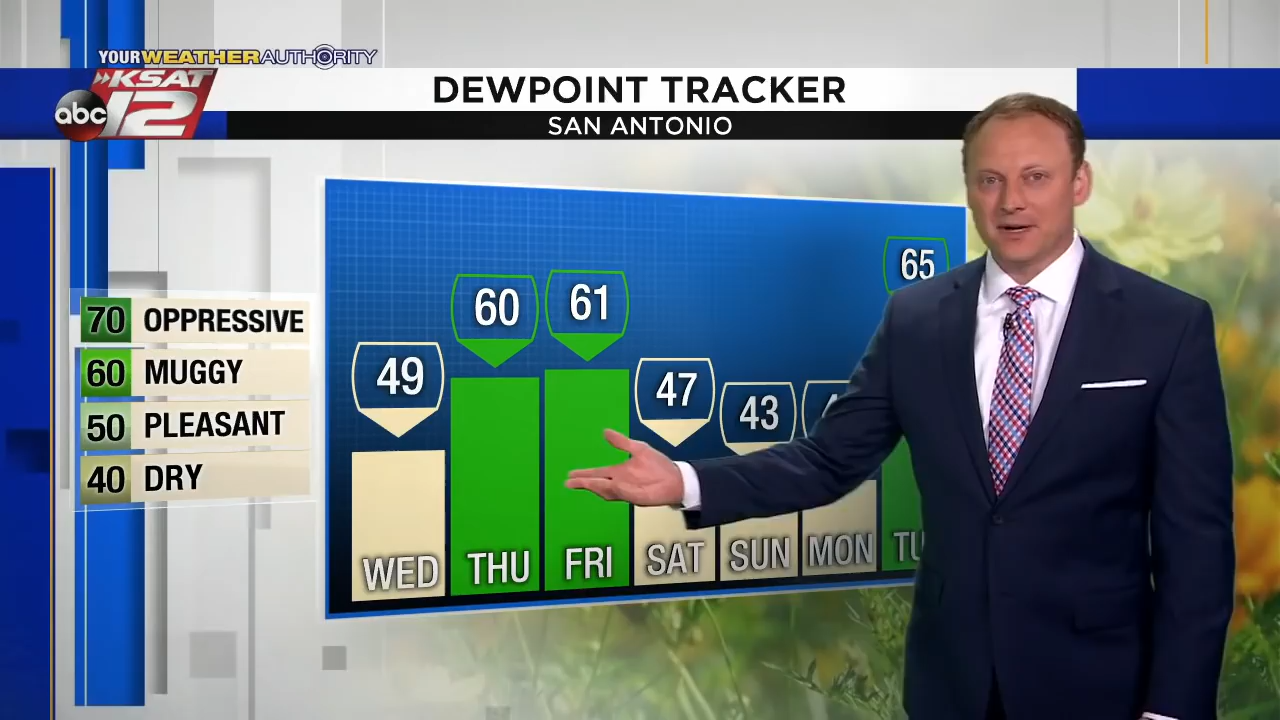 YOUR WEATHER AUTHORITY
KSAT
abc 12
DEWPOINT TRACKER
SAN ANTONIO
70 OPPRESSIVE
60 MUGGY
50 PLEASANT
40 DRY
49 60 61 47 43 65
WED THU FRI SAT SUN MON